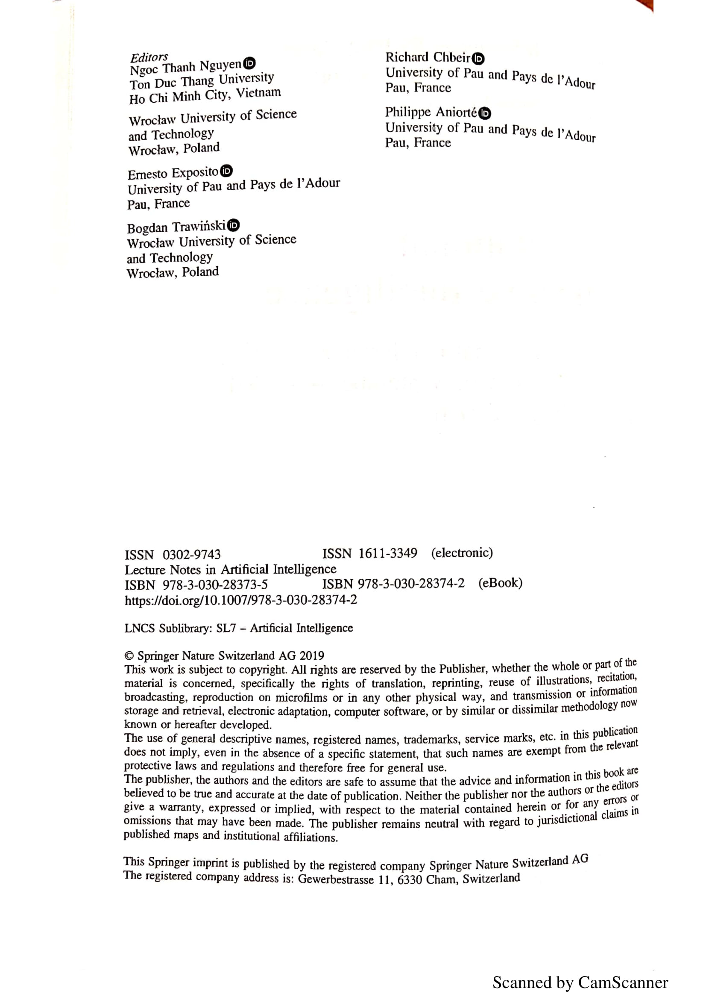 Editors
Ngoc Thanh Nguyen iD
Ton Duc Thang University
Ho Chi Minh City, Vietnam
Wrocław University of Science
and Technology
Wrocław, Poland
Ernesto Exposito iD
University of Pau and Pays de l'Adour
Pau, France
Bogdan Trawiński iD
Wrocław University of Science
and Technology
Wrocław, Poland
Richard Chbeir iD
University of Pau and Pays de l'Adour
Pau, France
Philippe Aniorté iD
University of Pau and Pays de l'Adour
Pau, France
ISSN 0302-9743 ISSN 1611-3349 (electronic)
Lecture Notes in Artificial Intelligence
ISBN 978-3-030-28373-5 ISBN 978-3-030-28374-2 (eBook)
https://doi.org/10.1007/978-3-030-28374-2
LNCS Sublibrary: SL7 – Artificial Intelligence
© Springer Nature Switzerland AG 2019
This work is subject to copyright. All rights are reserved by the Publisher, whether the whole or part of the
material is concerned, specifically the rights of translation, reprinting, reuse of illustrations, recitation,
broadcasting, reproduction on microfilms or in any other physical way, and transmission or information
storage and retrieval, electronic adaptation, computer software, or by similar or dissimilar methodology now
known or hereafter developed.
The use of general descriptive names, registered names, trademarks, service marks, etc. in this publication
does not imply, even in the absence of a specific statement, that such names are exempt from the relevant
protective laws and regulations and therefore free for general use.
The publisher, the authors and the editors are safe to assume that the advice and information in this book are
believed to be true and accurate at the date of publication. Neither the publisher nor the authors or the editors
give a warranty, expressed or implied, with respect to the material contained herein or for any errors or
omissions that may have been made. The publisher remains neutral with regard to jurisdictional claims in
published maps and institutional affiliations.
This Springer imprint is published by the registered company Springer Nature Switzerland AG
The registered company address is: Gewerbestrasse 11, 6330 Cham, Switzerland
Scanned by CamScanner